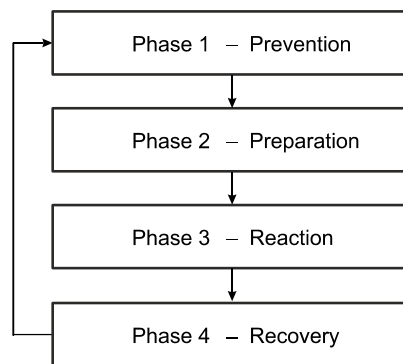 Phase 1 – Prevention
Phase 2 – Preparation
Phase 3 – Reaction
Phase 4 – Recovery